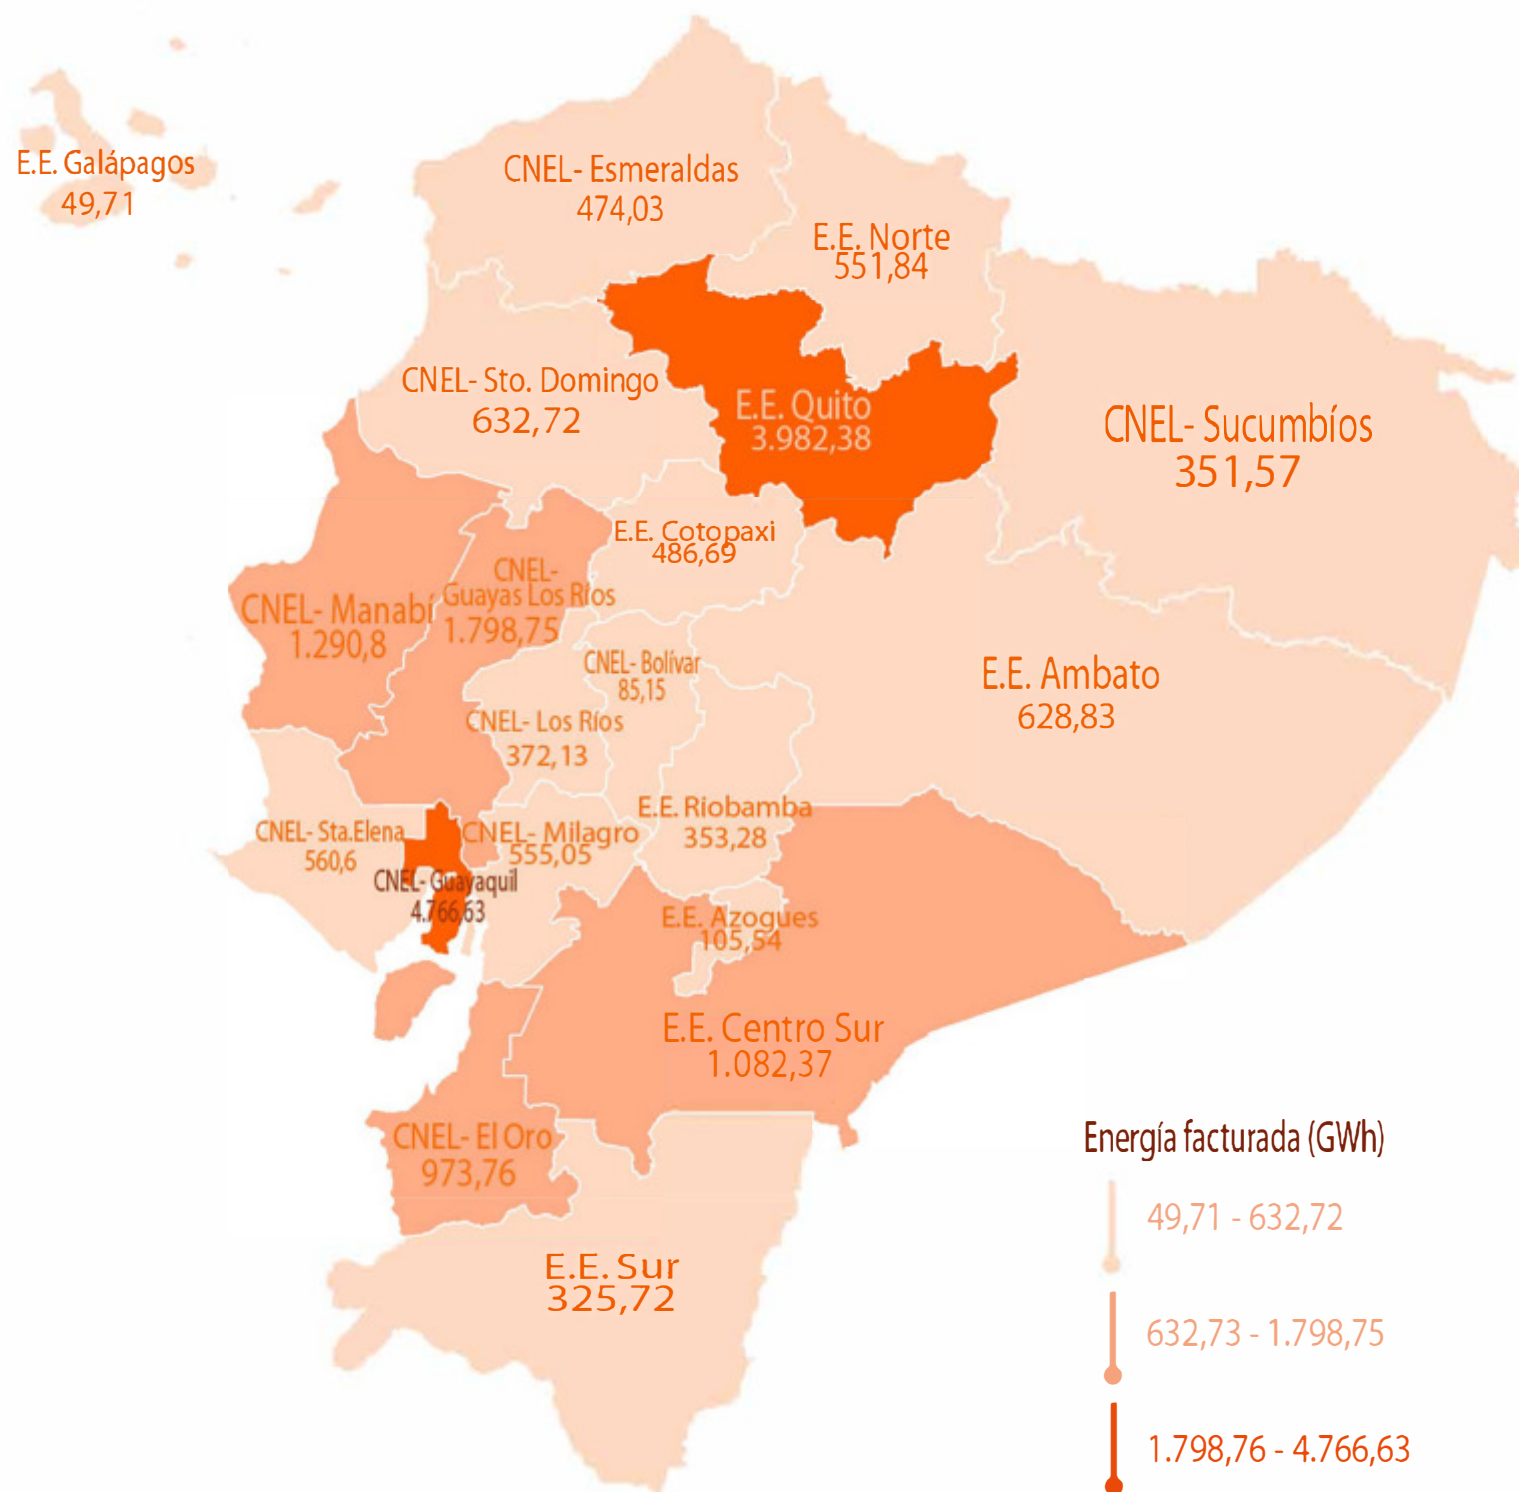 E.E. Galápagos
49,71
CNEL- Esmeraldas
474,03
E.E. Norte
551,84
CNEL- Sto. Domingo
632,72
E.E. Quito
3.982,38
CNEL- Sucumbíos
351,57
E.E. Cotopaxi
486,69
CNEL-
Guayas Los Ríos
1.798,75
CNEL- Manabí
1.290,8
CNEL- Bolívar
85,15
E.E. Ambato
628,83
CNEL- Los Ríos
372,13
E.E. Riobamba
353,28
CNEL- Sta.Elena
560,6
CNEL- Milagro
555,05
CNEL- Guayaquil
4.766,63
E.E. Azogues
105,54
E.E. Centro Sur
1.082,37
CNEL- El Oro
973,76
E.E. Sur
325,72
Energía facturada (GWh)
49,71 - 632,72
632,73 - 1.798,75
1.798,76 - 4.766,63